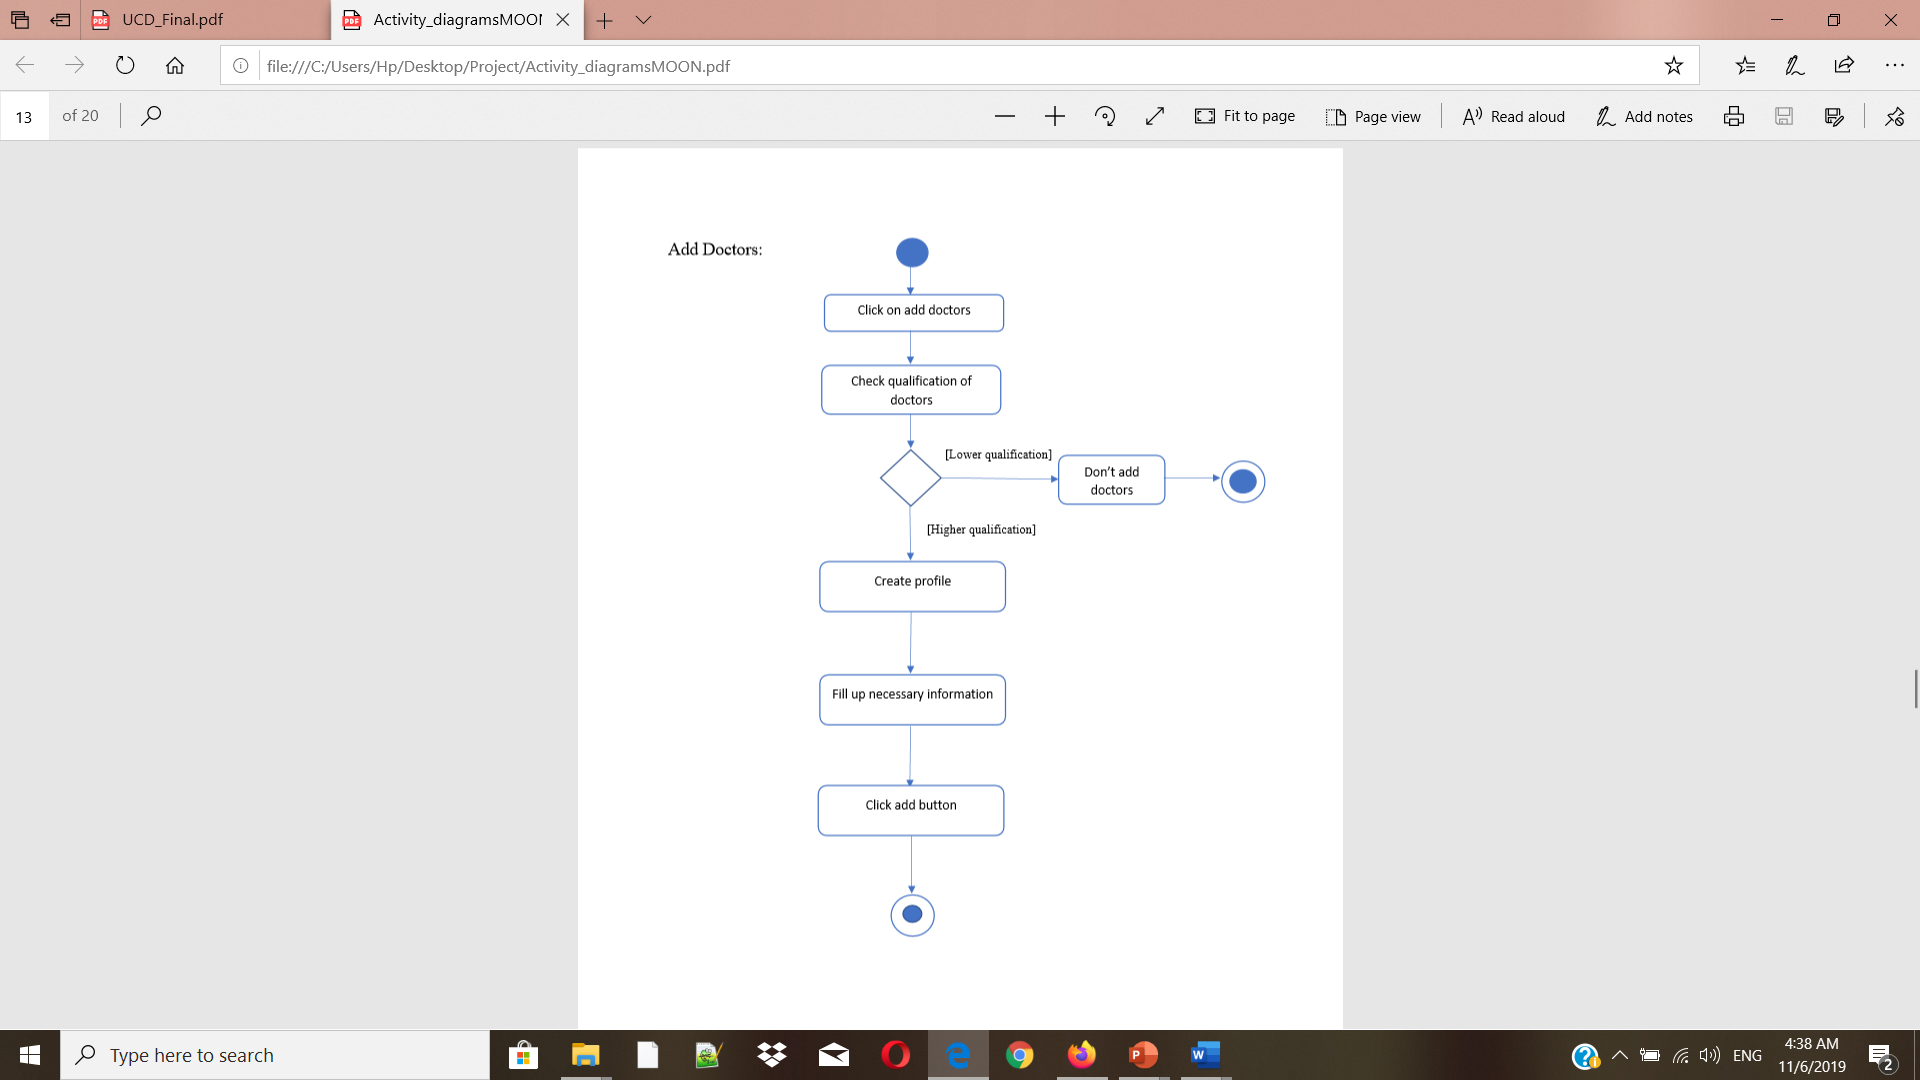 UCD_Final.pdf
Activity_diagramsMOON
file:///C:/Users/Hp/Desktop/Project/Activity_diagramsMOON.pdf
13 of 20
Fit to page
Page view
Read aloud
Add notes
Add Doctors:
Click on add doctors
Check qualification of
doctors
[Lower qualification]
Don't add
doctors
[Higher qualification]
Create profile
Fill up necessary information
Click add button
Type here to search
ENG
4:38 AM
11/6/2019
2